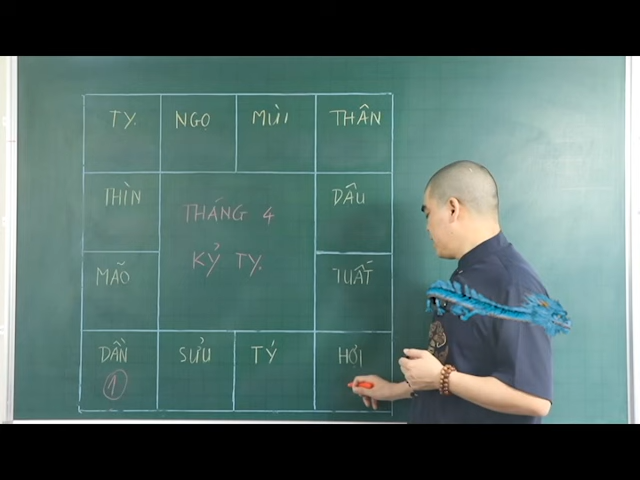 TỴ. NGỌ MÙI THÂN
THÌN DẬU
THÁNG 4
KỶ TỴ.
MÃO TUẤT
DẦN SỬU TÝ HỢI
1